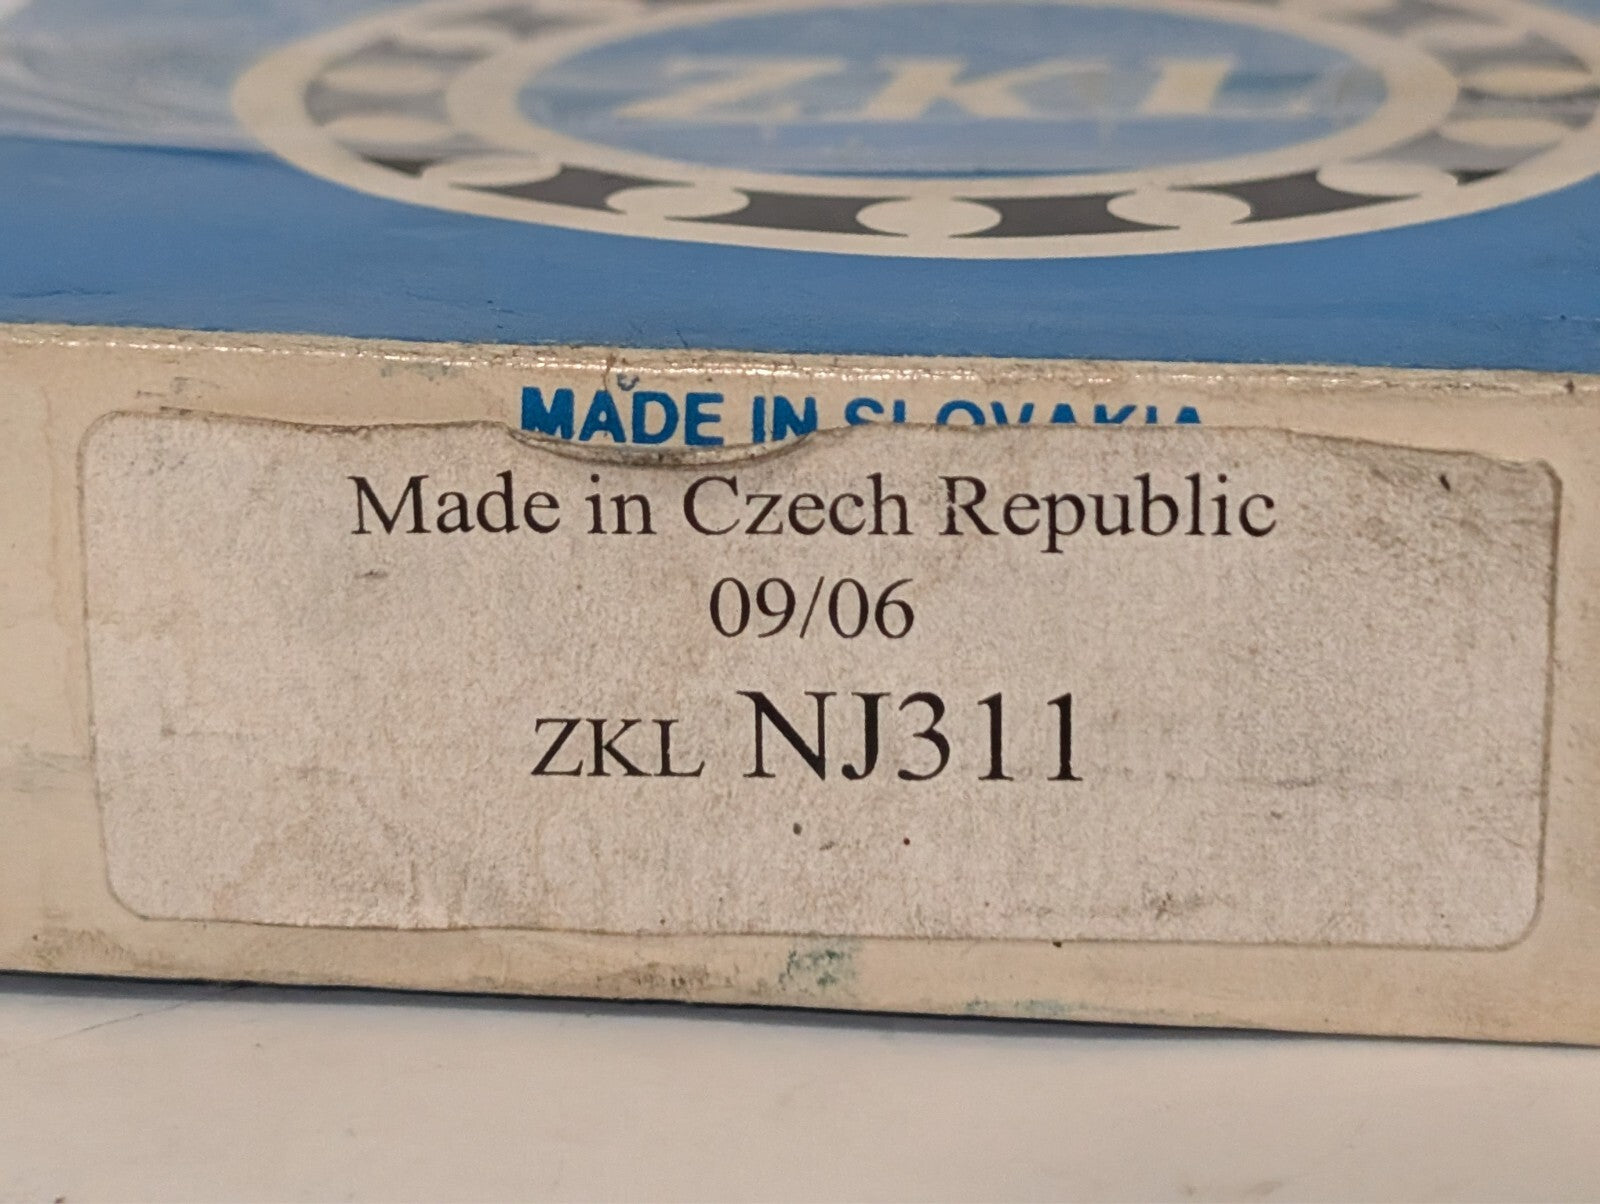 ZKL
MADE IN SLOVAKIA
Made in Czech Republic
09/06
ZKL NJ311